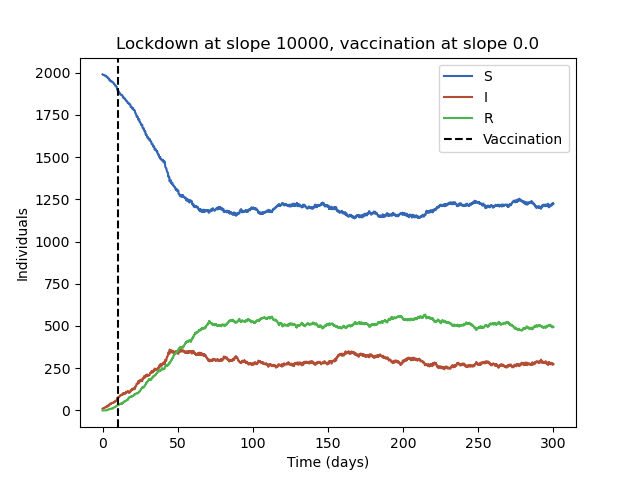 Lockdown at slope 10000, vaccination at slope 0.0
2000
1750
1500
1250
1000
750
500
250
0
Individuals
S
I
R
Vaccination
0 50 100 150 200 250 300
Time (days)